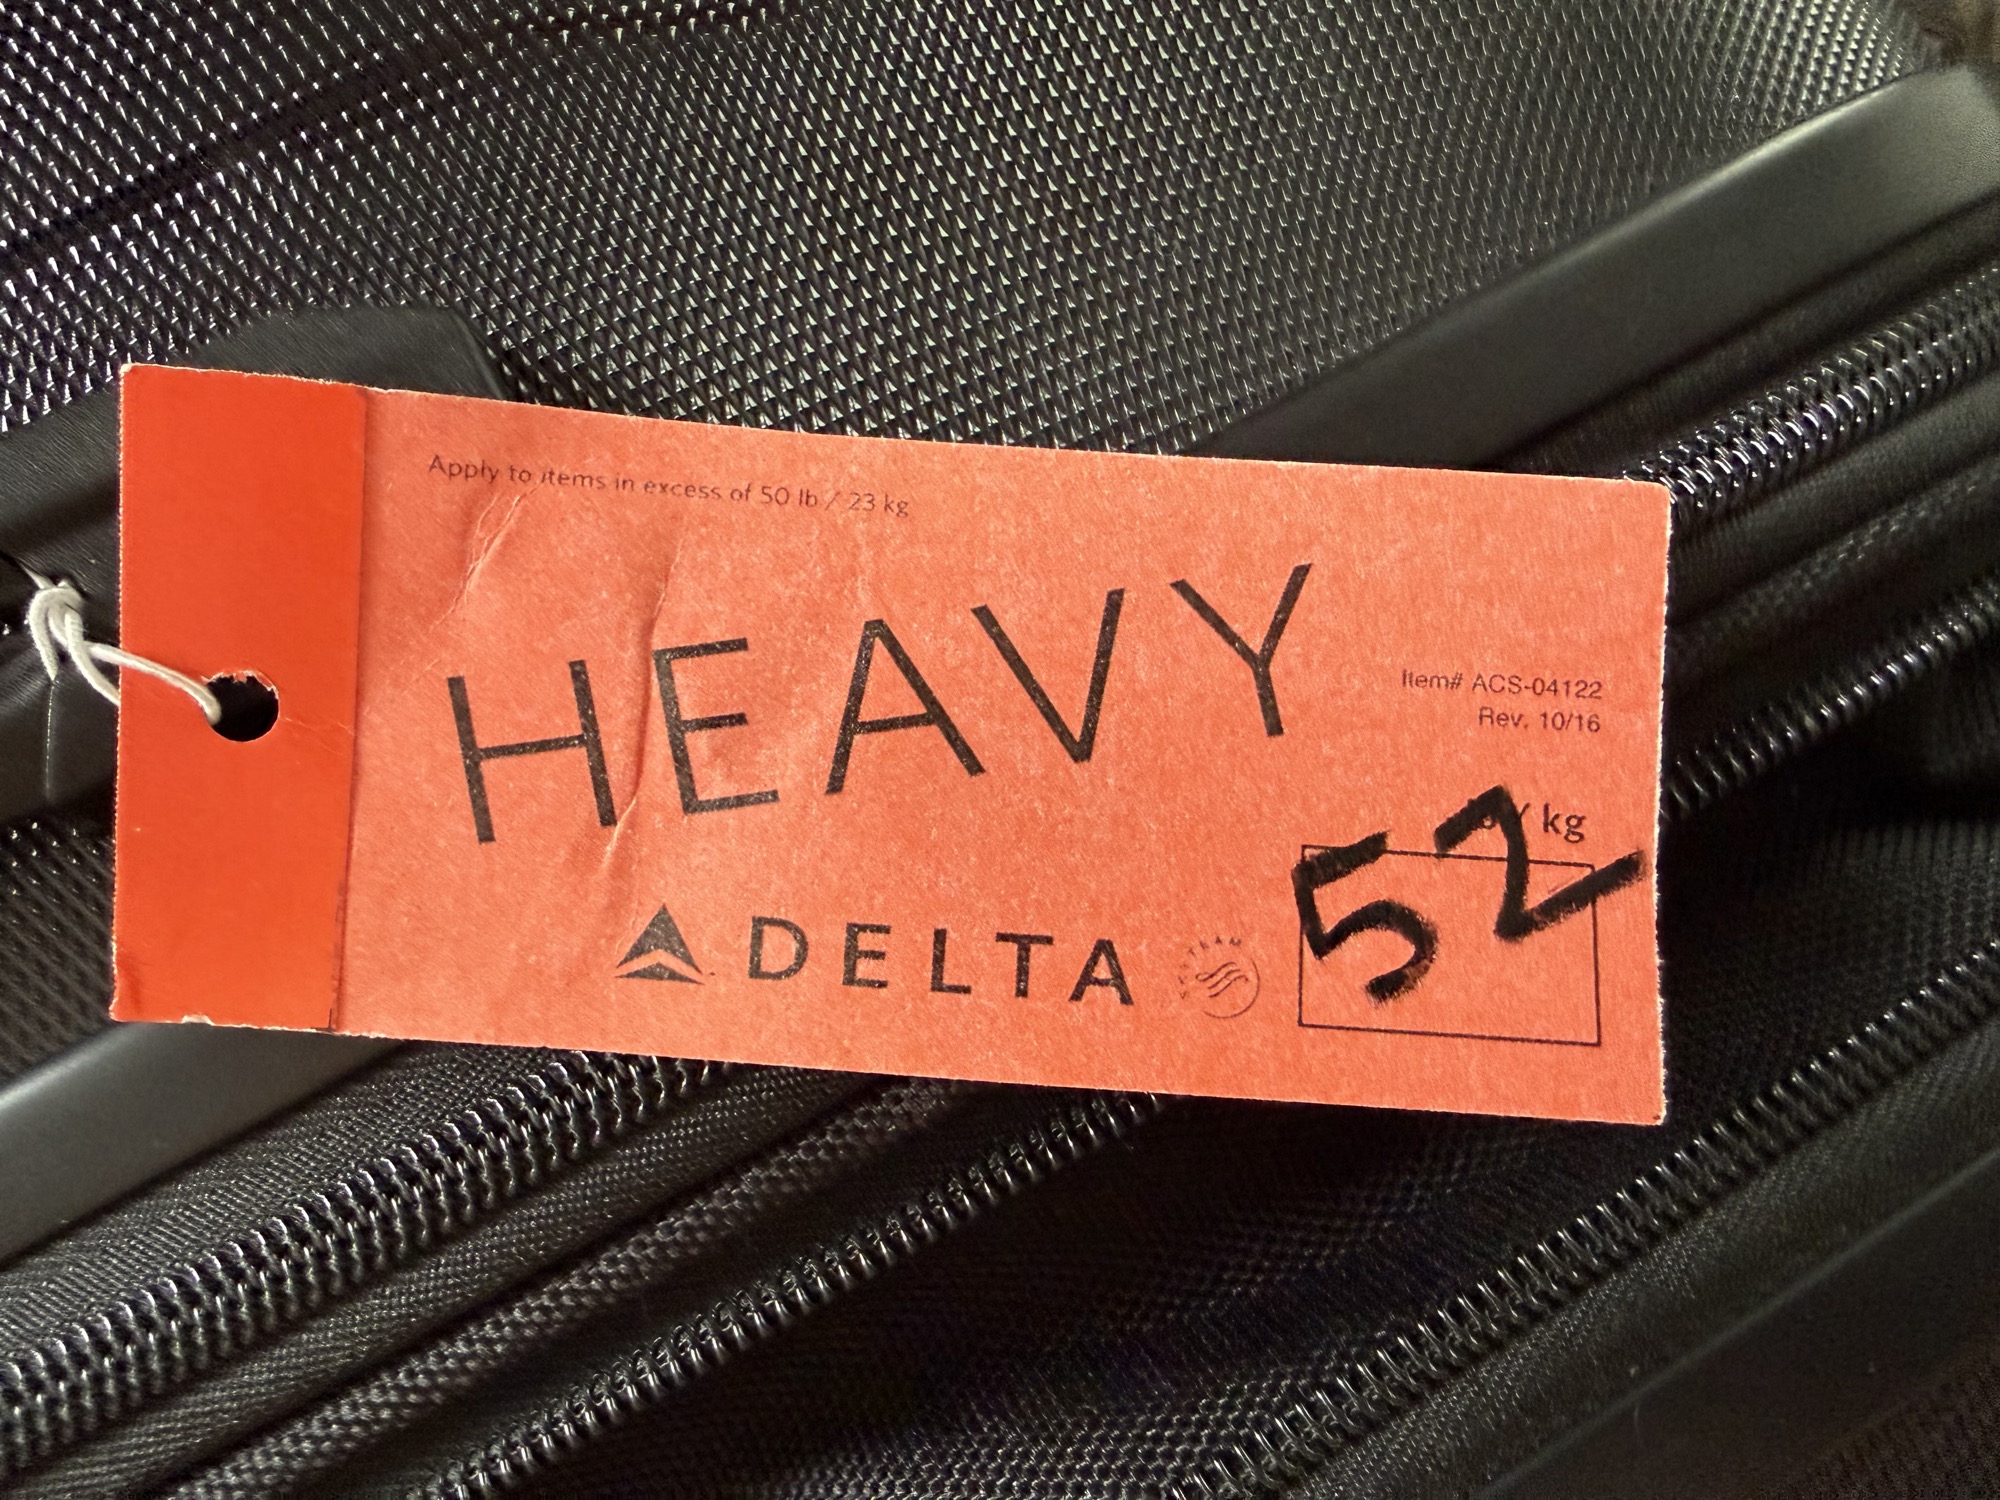 Apply to items in excess of 50 lb / 23 kg
HEAVY
Item# ACS-04122
Rev. 10/16
/ kg
52
DELTA
SKYTEAM